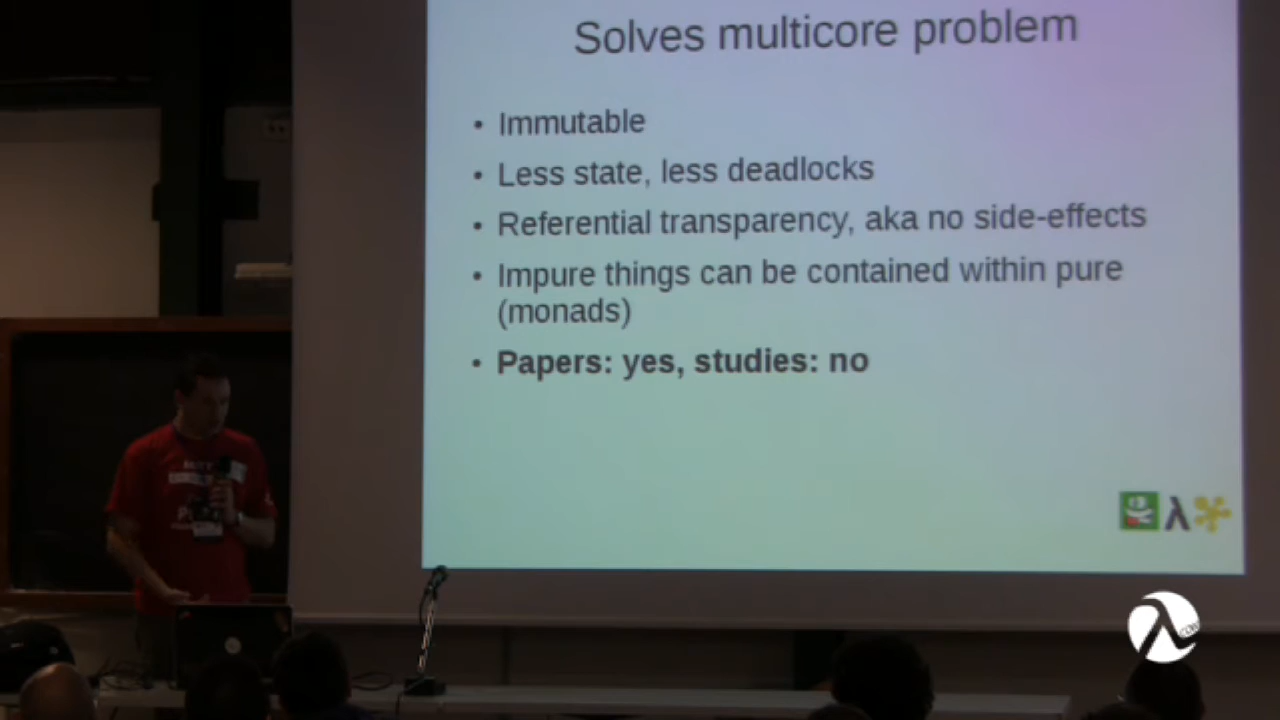 Solves multicore problem
• Immutable
• Less state, less deadlocks
• Referential transparency, aka no side-effects
• Impure things can be contained within pure
(monads)
• Papers: yes, studies: no
λ
λ